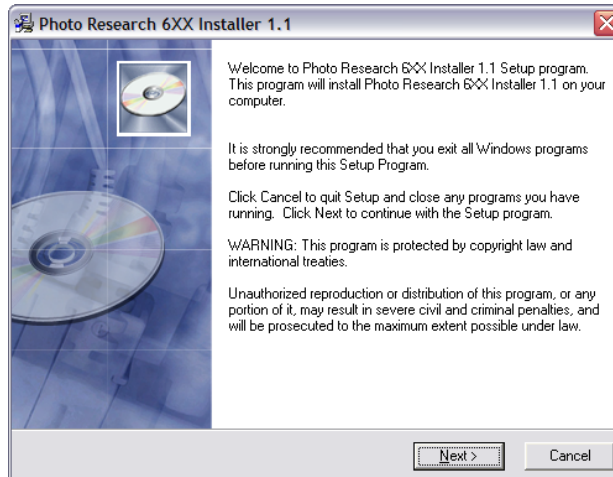 Photo Research 6XX Installer 1.1
Welcome to Photo Research 6XX Installer 1.1 Setup program.
This program will install Photo Research 6XX Installer 1.1 on your
computer.
It is strongly recommended that you exit all Windows programs
before running this Setup Program.
Click Cancel to quit Setup and close any programs you have
running. Click Next to continue with the Setup program.
WARNING: This program is protected by copyright law and
international treaties.
Unauthorized reproduction or distribution of this program, or any
portion of it, may result in severe civil and criminal penalties, and
will be prosecuted to the maximum extent possible under law.
Next >
Cancel